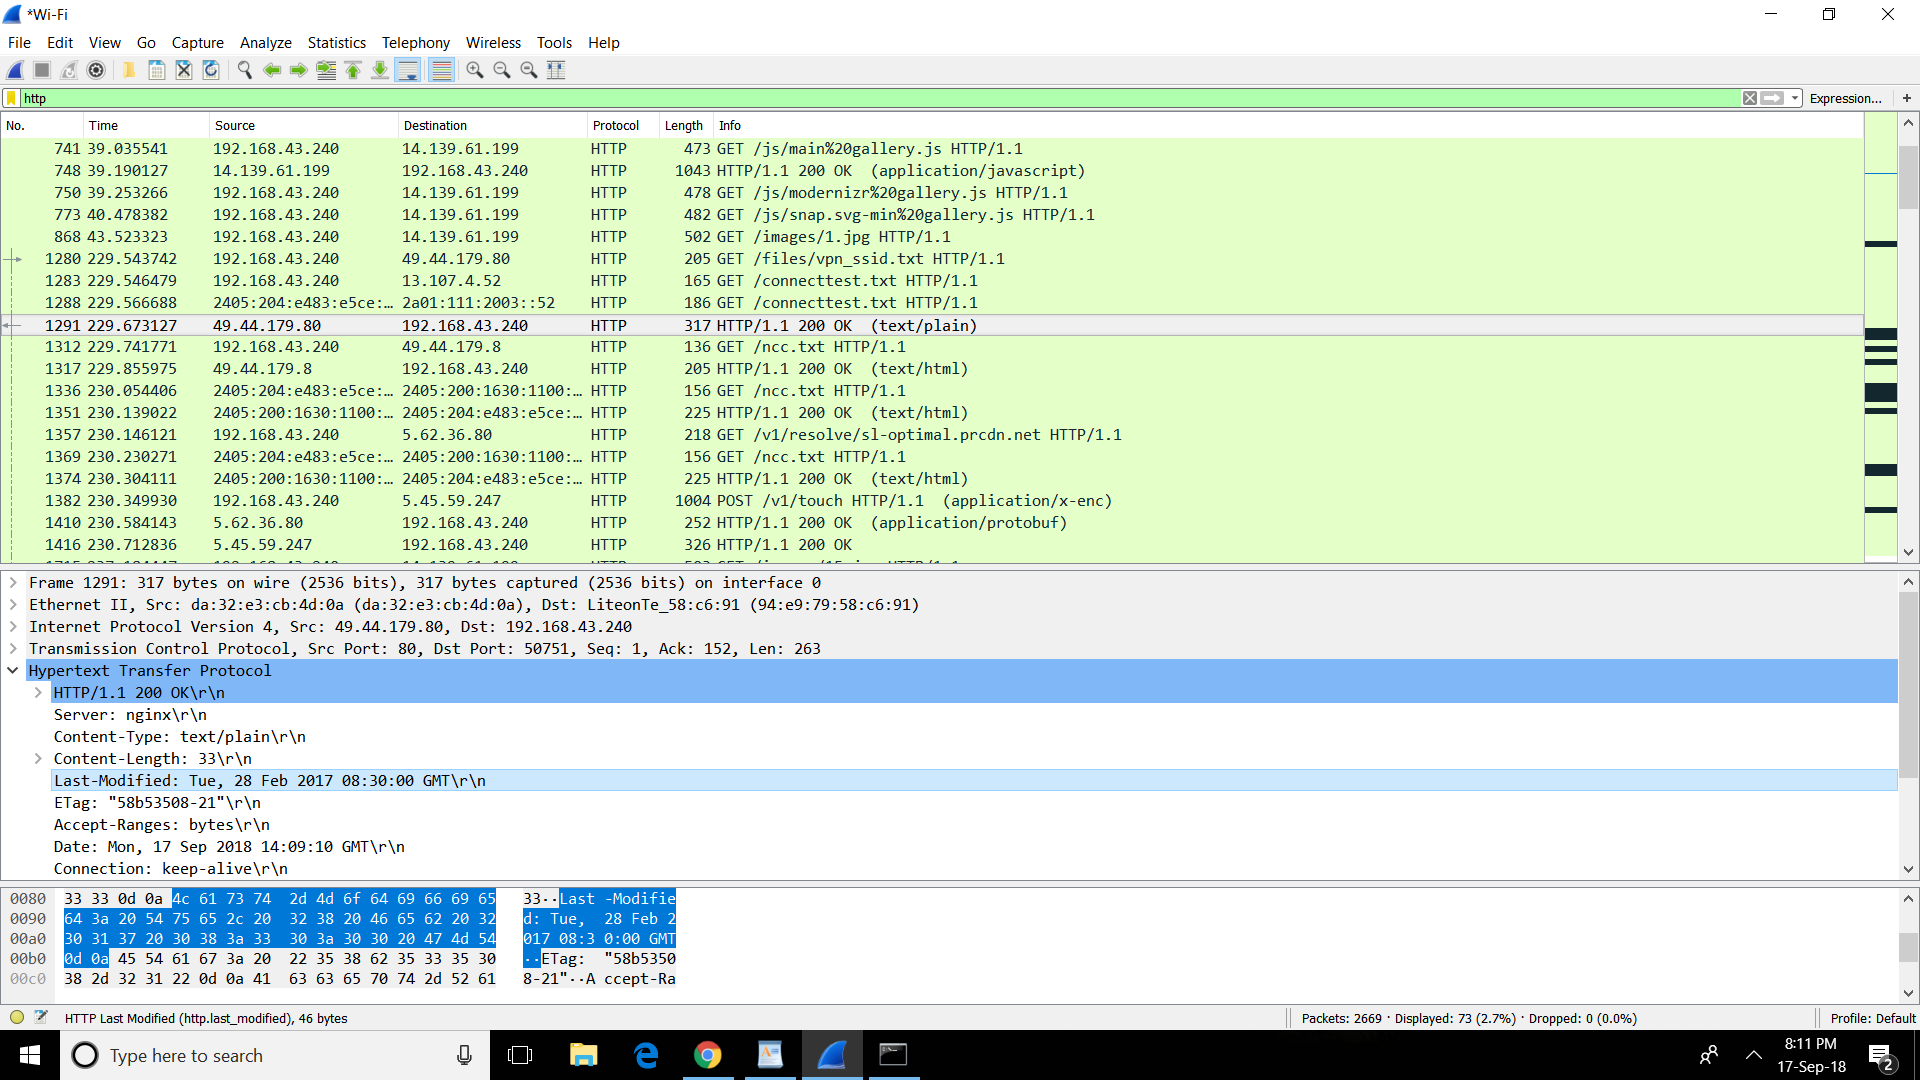 *Wi-Fi
File Edit View Go Capture Analyze Statistics Telephony Wireless Tools Help
http Expression... +
No. Time Source Destination Protocol Length Info
741 39.035541 192.168.43.240 14.139.61.199 HTTP 473 GET /js/main%20gallery.js HTTP/1.1
748 39.190127 14.139.61.199 192.168.43.240 HTTP 1043 HTTP/1.1 200 OK (application/javascript)
750 39.253266 192.168.43.240 14.139.61.199 HTTP 478 GET /js/modernizr%20gallery.js HTTP/1.1
773 40.478382 192.168.43.240 14.139.61.199 HTTP 482 GET /js/snap.svg-min%20gallery.js HTTP/1.1
868 43.523323 192.168.43.240 14.139.61.199 HTTP 502 GET /images/1.jpg HTTP/1.1
1280 229.543742 192.168.43.240 49.44.179.80 HTTP 205 GET /files/vpn_ssid.txt HTTP/1.1
1283 229.546479 192.168.43.240 13.107.4.52 HTTP 165 GET /connecttest.txt HTTP/1.1
1288 229.566688 2405:204:e483:e5ce:… 2a01:111:2003::52 HTTP 186 GET /connecttest.txt HTTP/1.1
1291 229.673127 49.44.179.80 192.168.43.240 HTTP 317 HTTP/1.1 200 OK (text/plain)
1312 229.741771 192.168.43.240 49.44.179.8 HTTP 136 GET /ncc.txt HTTP/1.1
1317 229.855975 49.44.179.8 192.168.43.240 HTTP 205 HTTP/1.1 200 OK (text/html)
1336 230.054406 2405:204:e483:e5ce:… 2405:200:1630:1100:… HTTP 156 GET /ncc.txt HTTP/1.1
1351 230.139022 2405:200:1630:1100:… 2405:204:e483:e5ce:… HTTP 225 HTTP/1.1 200 OK (text/html)
1357 230.146121 192.168.43.240 5.62.36.80 HTTP 218 GET /v1/resolve/sl-optimal.prcdn.net HTTP/1.1
1369 230.230271 2405:204:e483:e5ce:… 2405:200:1630:1100:… HTTP 156 GET /ncc.txt HTTP/1.1
1374 230.304111 2405:200:1630:1100:… 2405:204:e483:e5ce:… HTTP 225 HTTP/1.1 200 OK (text/html)
1382 230.349930 192.168.43.240 5.45.59.247 HTTP 1004 POST /v1/touch HTTP/1.1 (application/x-enc)
1410 230.584143 5.62.36.80 192.168.43.240 HTTP 252 HTTP/1.1 200 OK (application/protobuf)
1416 230.712836 5.45.59.247 192.168.43.240 HTTP 326 HTTP/1.1 200 OK
Frame 1291: 317 bytes on wire (2536 bits), 317 bytes captured (2536 bits) on interface 0
Ethernet II, Src: da:32:e3:cb:4d:0a (da:32:e3:cb:4d:0a), Dst: LiteonTe_58:c6:91 (94:e9:79:58:c6:91)
Internet Protocol Version 4, Src: 49.44.179.80, Dst: 192.168.43.240
Transmission Control Protocol, Src Port: 80, Dst Port: 50751, Seq: 1, Ack: 152, Len: 263
Hypertext Transfer Protocol
HTTP/1.1 200 OK\r\n
Server: nginx\r\n
Content-Type: text/plain\r\n
Content-Length: 33\r\n
Last-Modified: Tue, 28 Feb 2017 08:30:00 GMT\r\n
ETag: "58b53508-21"\r\n
Accept-Ranges: bytes\r\n
Date: Mon, 17 Sep 2018 14:09:10 GMT\r\n
Connection: keep-alive\r\n
0080 33 33 0d 0a 4c 61 73 74 2d 4d 6f 64 69 66 69 65 33··Last -Modifie
0090 64 3a 20 54 75 65 2c 20 32 38 20 46 65 62 20 32 d: Tue, 28 Feb 2
00a0 30 31 37 20 30 38 3a 33 30 3a 30 30 20 47 4d 54 017 08:3 0:00 GMT
00b0 0d 0a 45 54 61 67 3a 20 22 35 38 62 35 33 35 30 ··ETag: "58b5350
00c0 38 2d 32 31 22 0d 0a 41 63 63 65 70 74 2d 52 61 8-21"··A ccept-Ra
HTTP Last Modified (http.last_modified), 46 bytes Packets: 2669 · Displayed: 73 (2.7%) · Dropped: 0 (0.0%) Profile: Default
Type here to search 8:11 PM
17-Sep-18 2